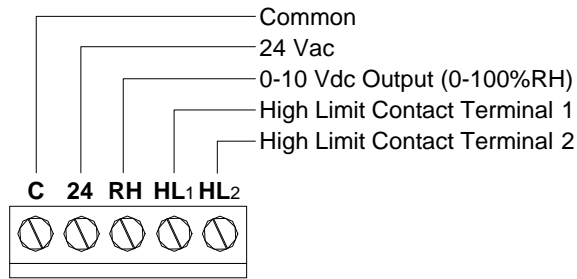 Common
24 Vac
0-10 Vdc Output (0-100%RH)
High Limit Contact Terminal 1
High Limit Contact Terminal 2
C 24 RH HL1 HL2